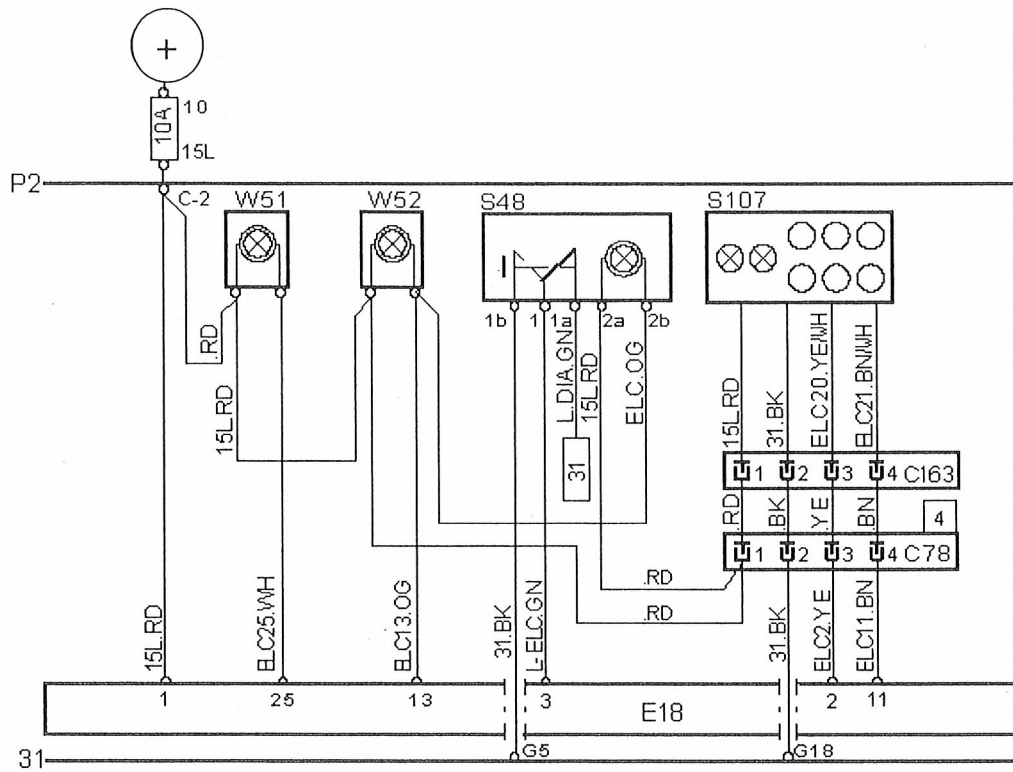 +
10
10A
15L
P2
C-2
W51
W52
S48
S107
.RD
15L.RD
1b
1
1a
2a
2b
L.DIA.GN
15L.RD
ELC.OG
31
15L.RD
31.BK
ELC20.YE/WH
ELC21.BN/WH
1
2
3
4
C163
.RD
.BK
.YE
.BN
4
1
2
3
4
C78
.RD
.RD
15L.RD
ELC25.WH
ELC13.OG
31.BK
L-ELC.GN
31.BK
ELC2.YE
ELC11.BN
1
25
13
3
E18
2
11
G5
G18
31